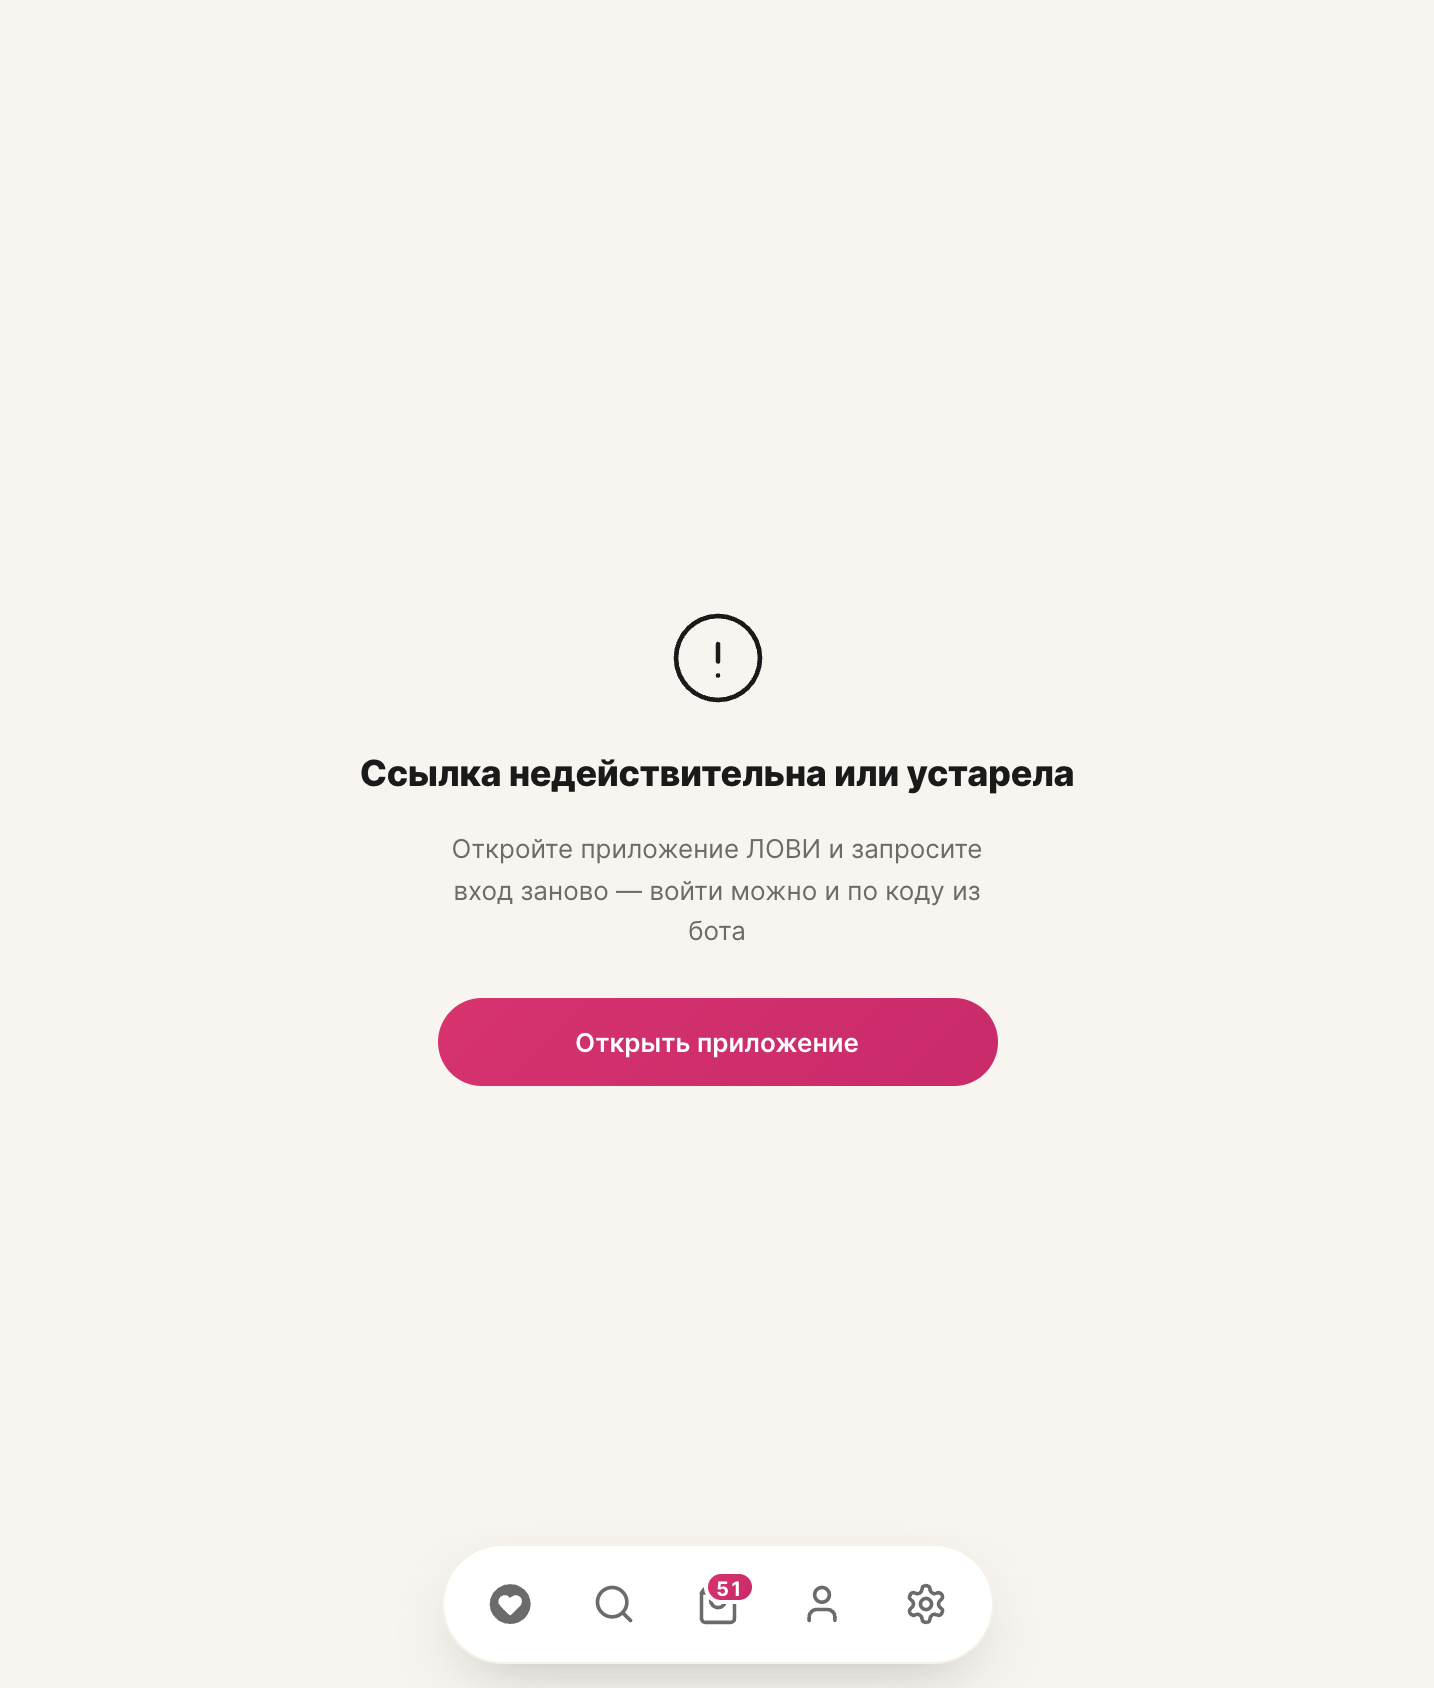 Ссылка недействительна или устарела
Откройте приложение ЛОВИ и запросите
вход заново — войти можно и по коду из
бота
Открыть приложение
51